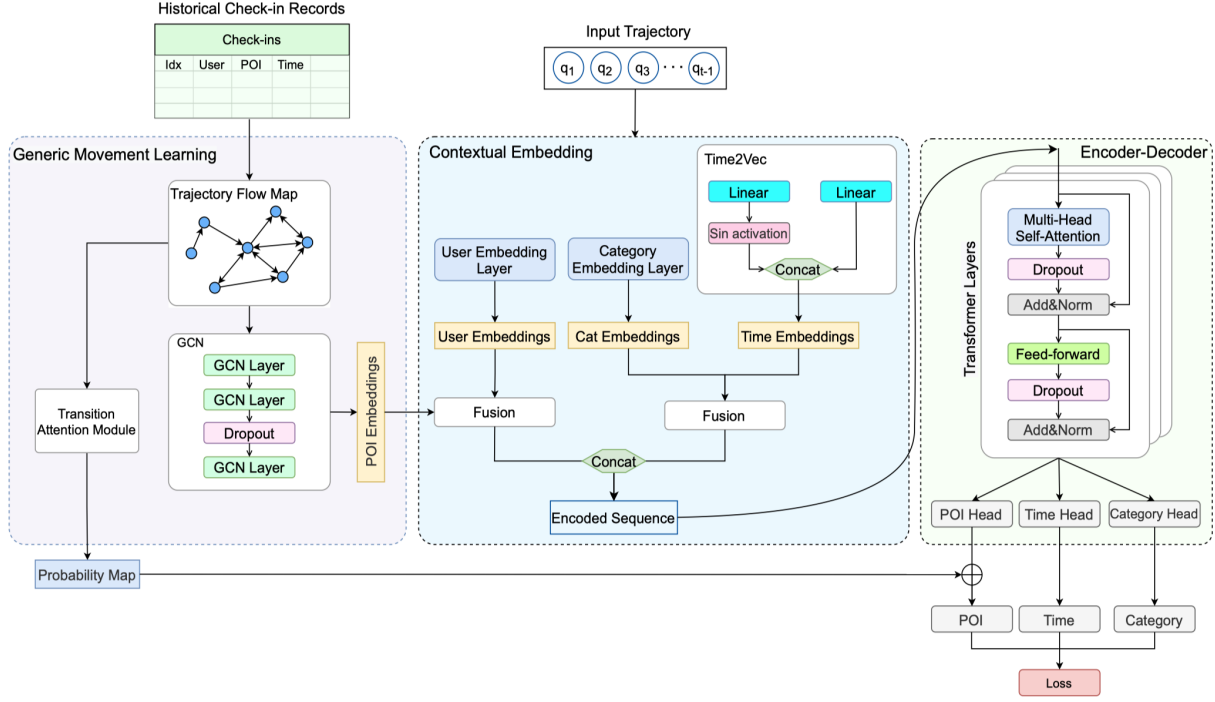 Historical Check-in Records
Check-ins
Idx User POI Time
Input Trajectory
q1 q2 q3 ··· qt-1
Generic Movement Learning
Trajectory Flow Map
GCN
GCN Layer
GCN Layer
Dropout
GCN Layer
Transition
Attention Module
POI Embeddings
Probability Map
Contextual Embedding
Time2Vec
Linear
Linear
Sin activation
Concat
User Embedding
Layer
Category
Embedding Layer
User Embeddings
Cat Embeddings
Time Embeddings
Fusion
Fusion
Concat
Encoded Sequence
Encoder-Decoder
Transformer Layers
Multi-Head
Self-Attention
Dropout
Add&Norm
Feed-forward
Dropout
Add&Norm
POI Head
Time Head
Category Head
POI
Time
Category
Loss